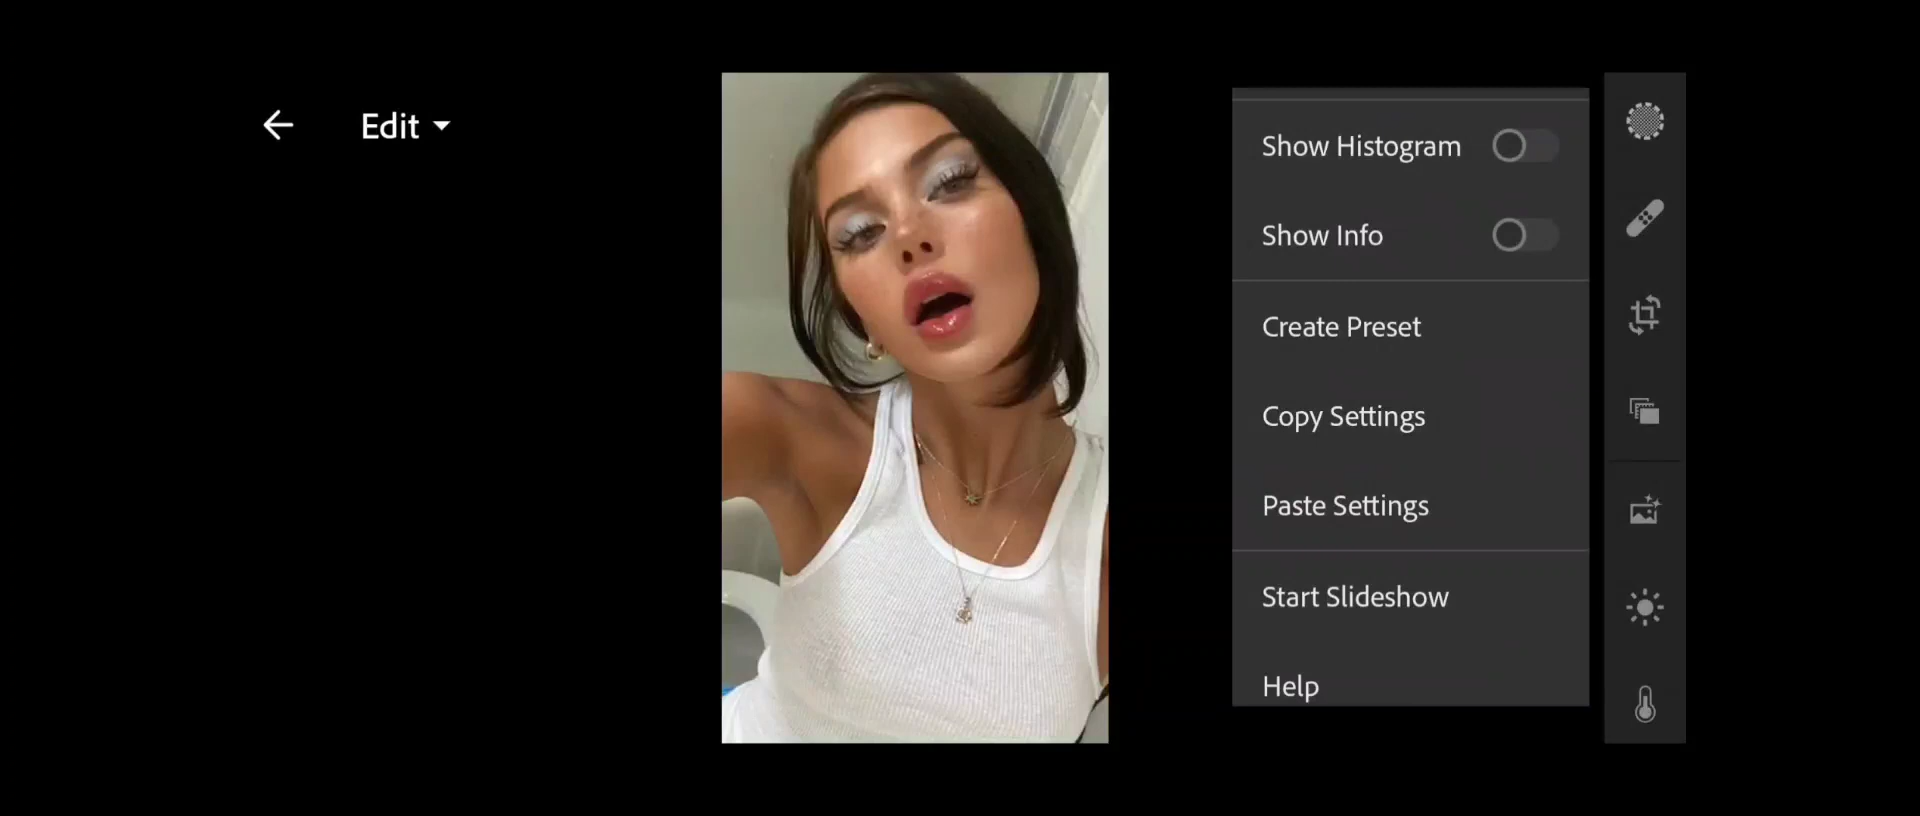 Edit
Show Histogram
Show Info
Create Preset
Copy Settings
Paste Settings
Start Slideshow
Help